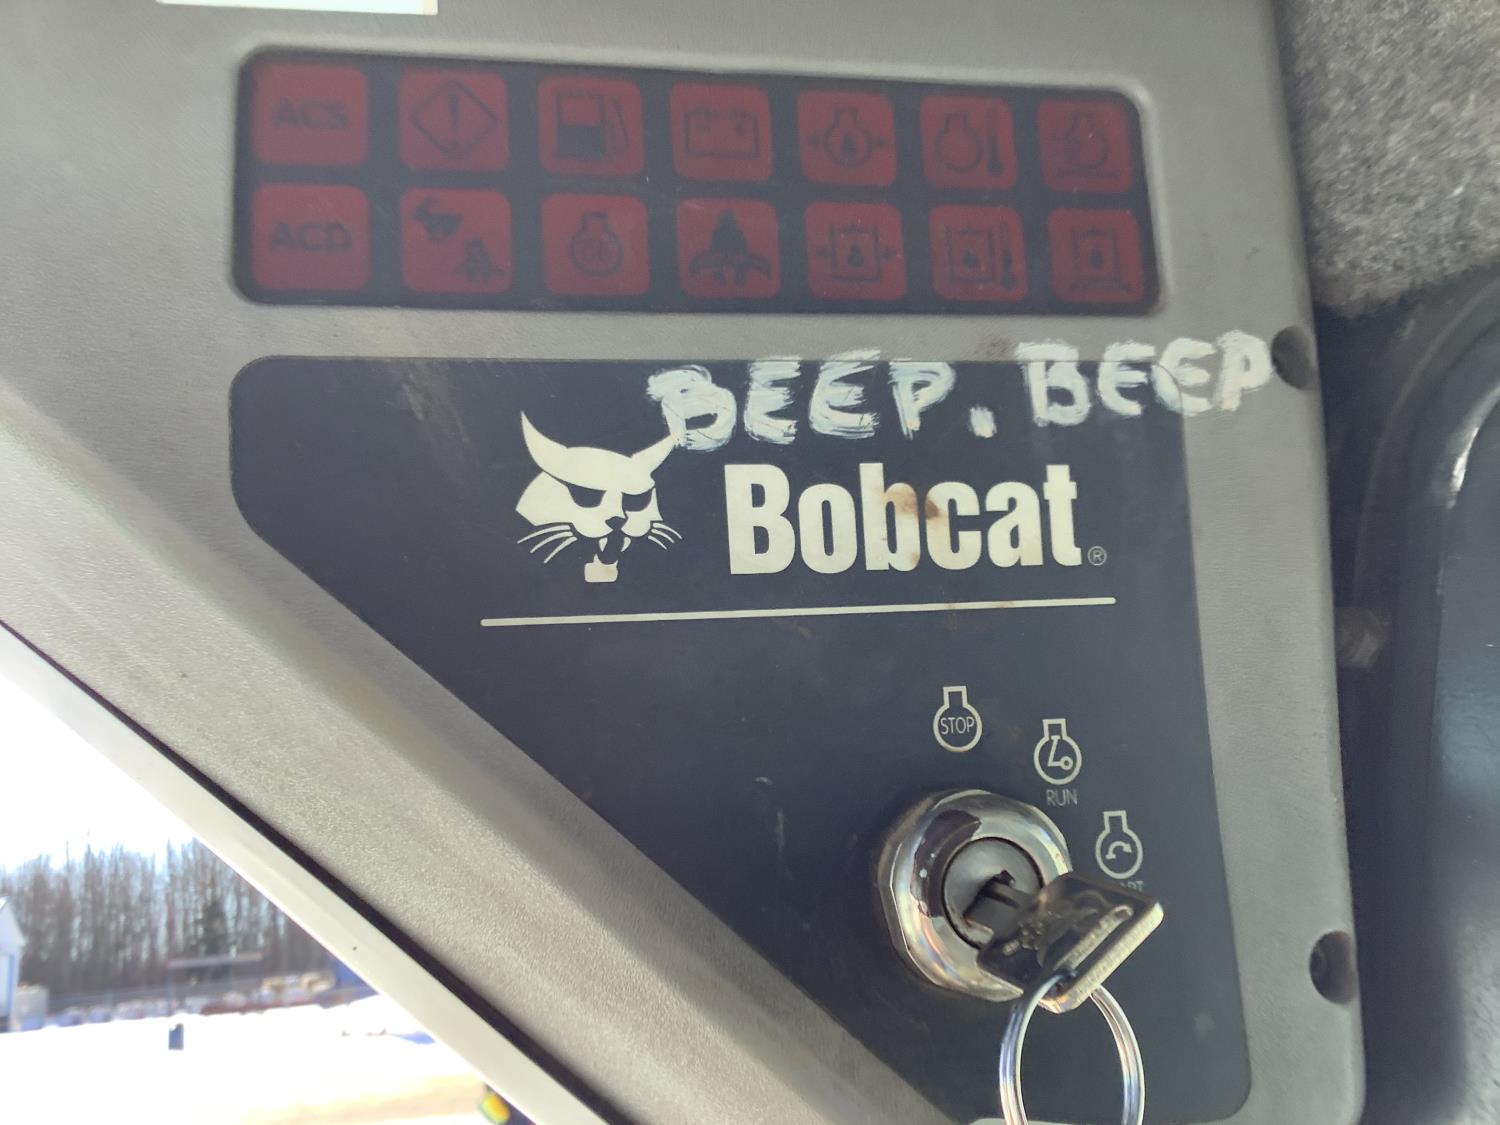 ACS
ACD
BEEP. BEEP
Bobcat®
STOP
RUN